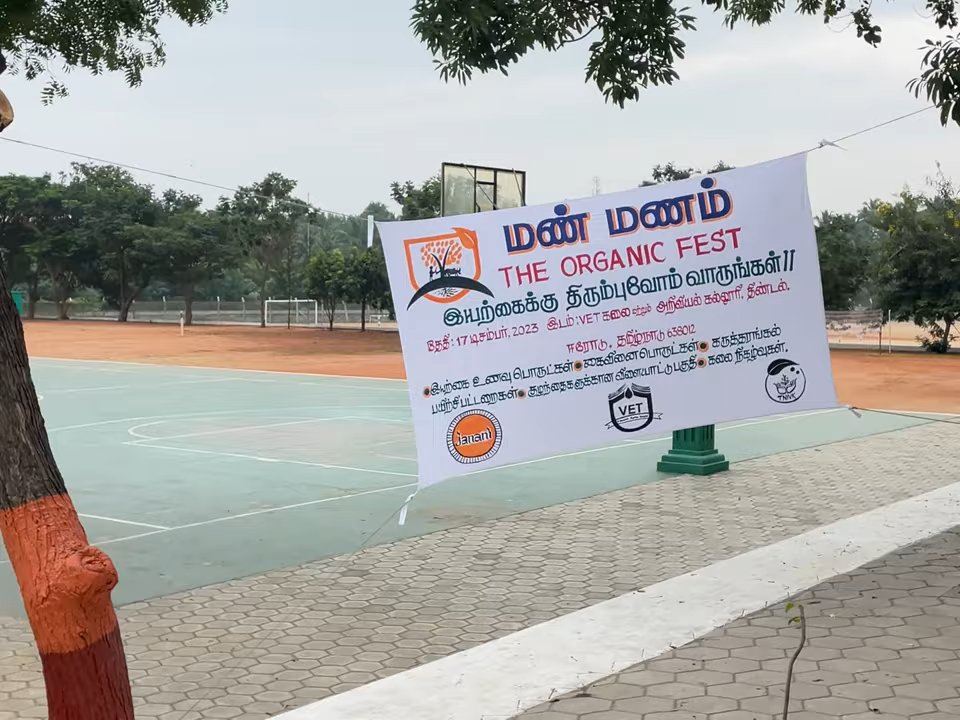 மண் மணம்
THE ORGANIC FEST
இயற்கைக்கு திரும்புவோம் வாருங்கள்!!
தேதி: 17 டிசம்பர், 2023 இடம்: VET கலை மற்றும் அறிவியல் கல்லூரி, திண்டல்.
ஈரோடு, தமிழ்நாடு 638012
இயற்கை உணவு பொருட்கள் கைவினைபொருட்கள் கருத்தரங்கம்
பயிற்சிபட்டறைகள் குழந்தைகளுக்கான விளையாட்டுபகுதி கலை நிகழ்வுகள்
Janani
VET
TNIVK